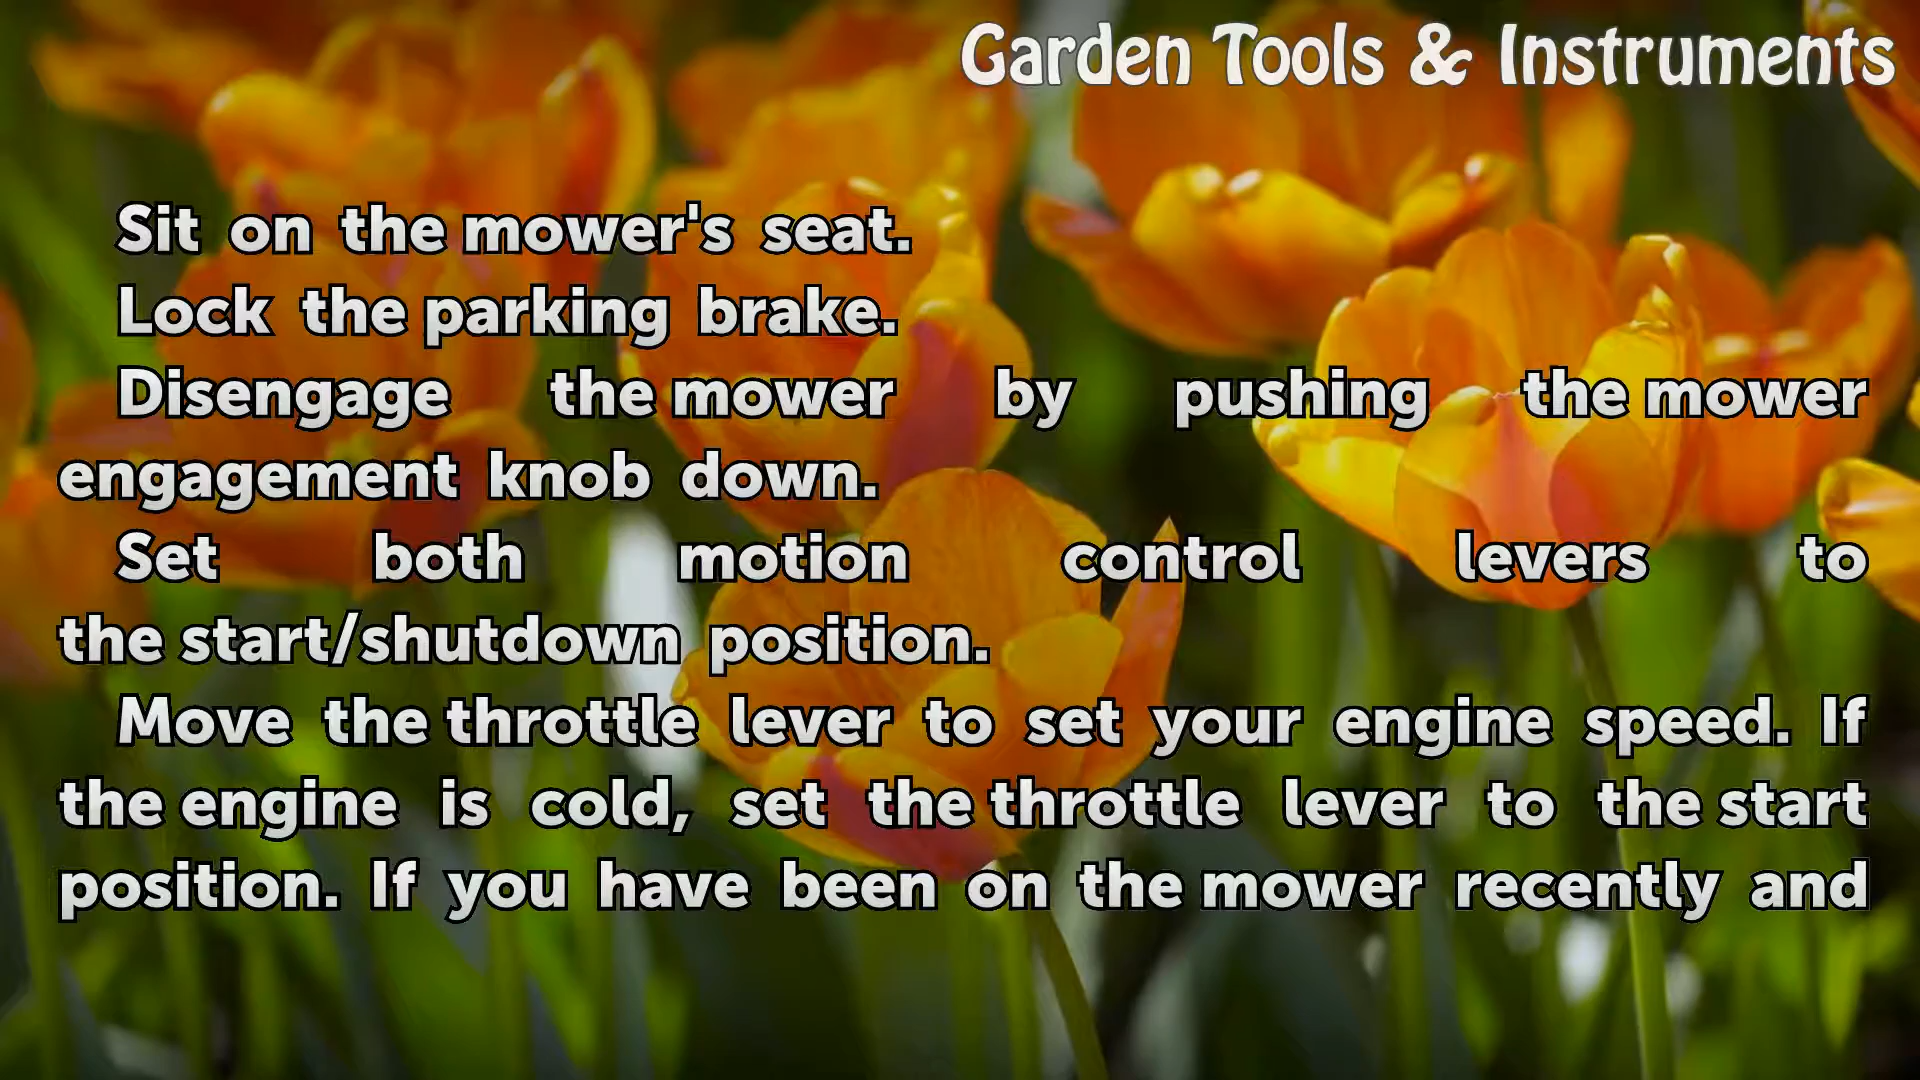 Garden Tools & Instruments
Sit on the mower's seat.
Lock the parking brake.
Disengage the mower by pushing the mower
engagement knob down.
Set both motion control levers to
the start/shutdown position.
Move the throttle lever to set your engine speed. If
the engine is cold, set the throttle lever to the start
position. If you have been on the mower recently and